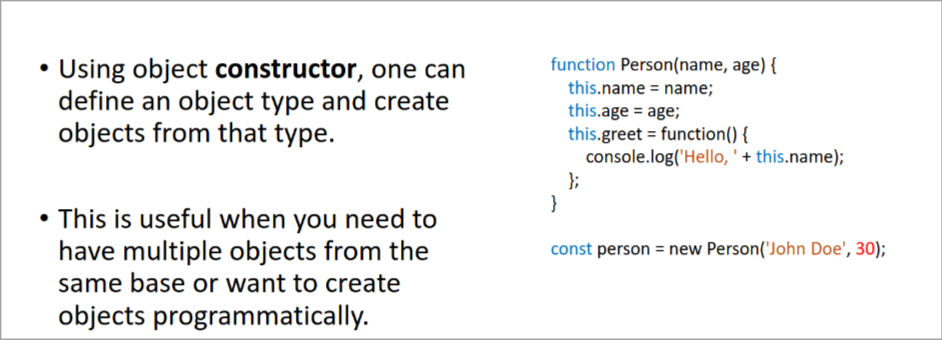 • Using object constructor, one can
define an object type and create
objects from that type.
• This is useful when you need to
have multiple objects from the
same base or want to create
objects programmatically.
function Person(name, age) {
this.name = name;
this.age = age;
this.greet = function() {
console.log('Hello, ' + this.name);
};
}
const person = new Person('John Doe', 30);